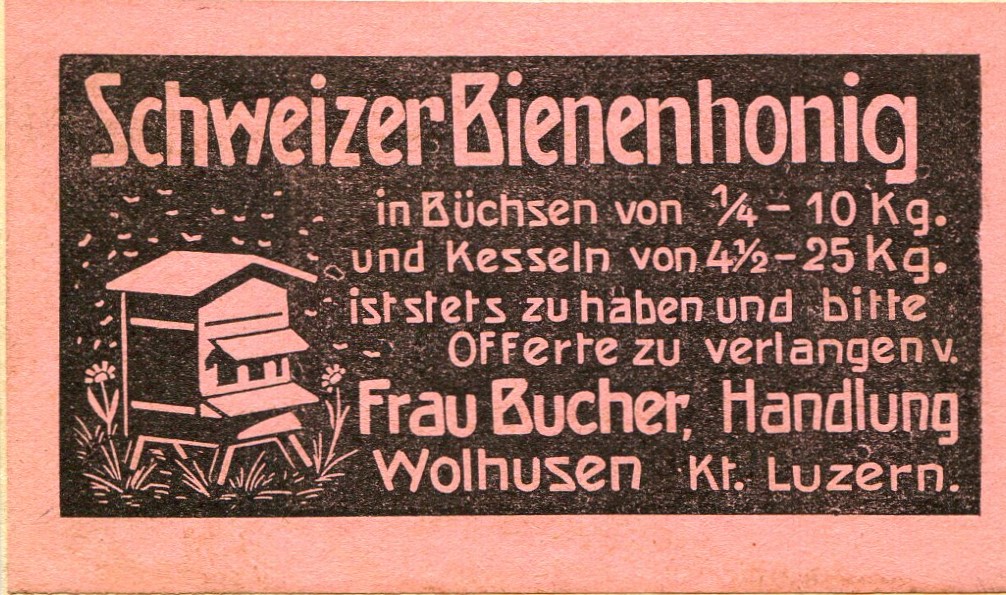 Schweizer Bienenhonig
in Büchsen von ¼ – 10 Kg.
und Kesseln von 4½ – 25 Kg.
ist stets zu haben und bitte
Offerte zu verlangen v.
Frau Bucher, Handlung
Wolhusen Kt. Luzern.